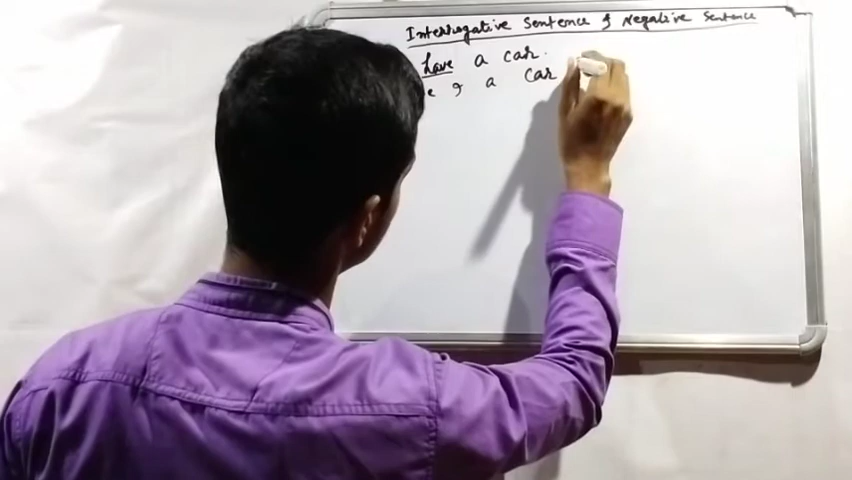 Interrogative Sentence & Negative Sentence
have a car.
e I a car